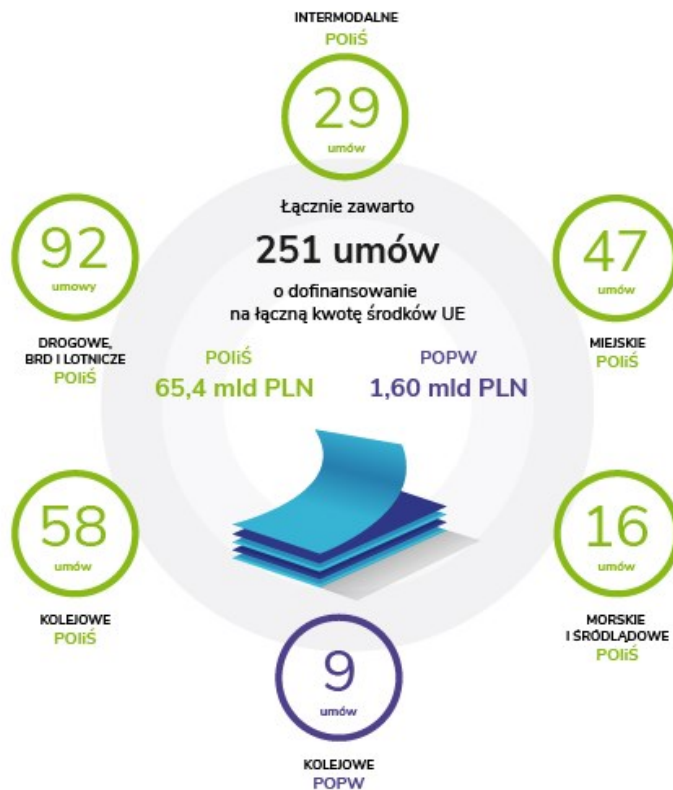 INTERMODALNE
POIiŚ
29
umów
Łącznie zawarto
251 umów
o dofinansowanie
na łączną kwotę środków UE
POIiŚ
65,4 mld PLN
POPW
1,60 mld PLN
92
umowy
DROGOWE,
BRD I LOTNICZE
POIiŚ
47
umów
MIEJSKIE
POIiŚ
58
umów
KOLEJOWE
POIiŚ
16
umów
MORSKIE
I ŚRÓDLĄDOWE
POIiŚ
9
umów
KOLEJOWE
POPW